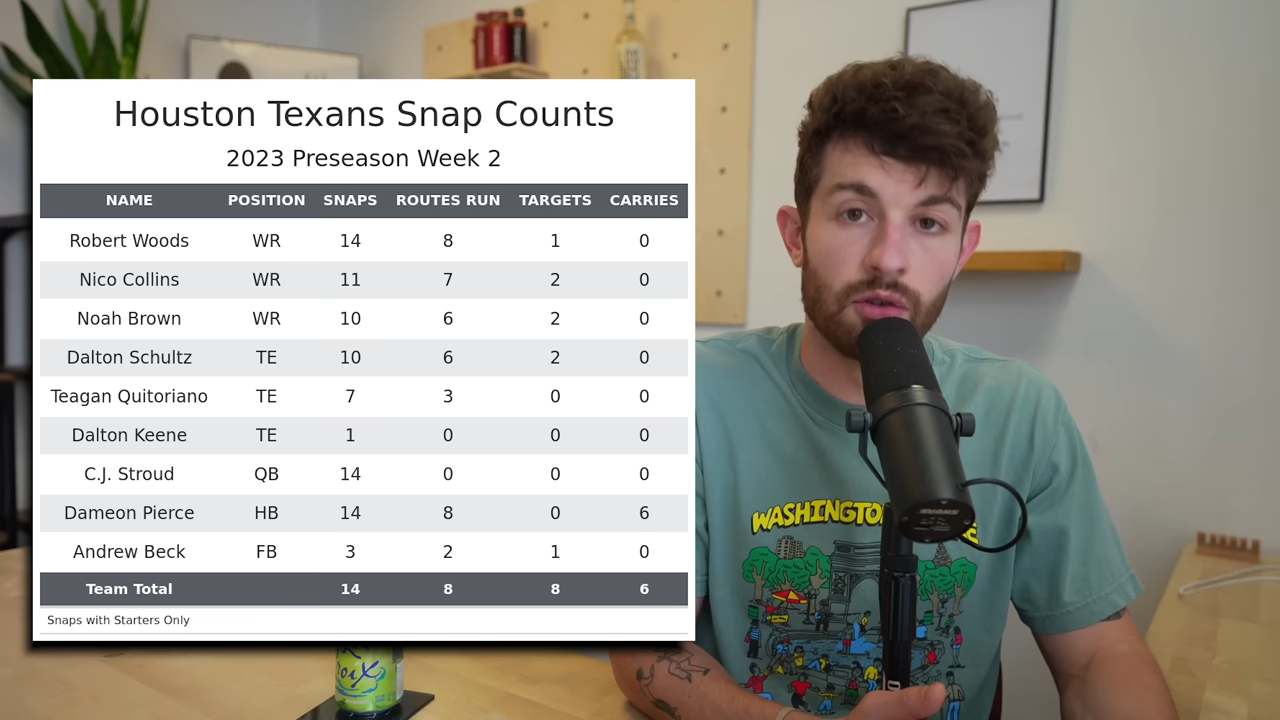 Houston Texans Snap Counts
2023 Preseason Week 2
NAME POSITION SNAPS ROUTES RUN TARGETS CARRIES
Robert Woods WR 14 8 1 0
Nico Collins WR 11 7 2 0
Noah Brown WR 10 6 2 0
Dalton Schultz TE 10 6 2 0
Teagan Quitoriano TE 7 3 0 0
Dalton Keene TE 1 0 0 0
C.J. Stroud QB 14 0 0 0
Dameon Pierce HB 14 8 0 6
Andrew Beck FB 3 2 1 0
Team Total 14 8 8 6
Snaps with Starters Only
WASHINGTO
SHURE